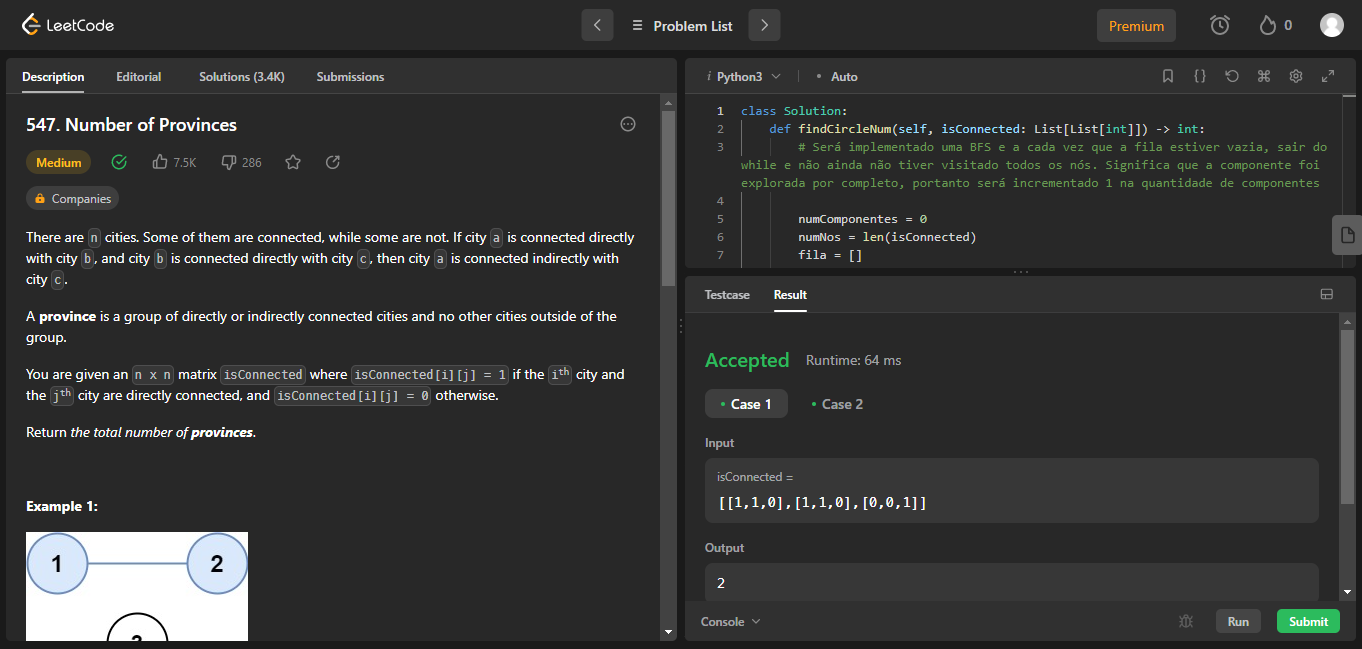 LeetCode
Problem List
Premium
0
Description Editorial Solutions (3.4K) Submissions
547. Number of Provinces
Medium 7.5K 286
Companies
There are n cities. Some of them are connected, while some are not. If city a is connected directly
with city b, and city b is connected directly with city c, then city a is connected indirectly with
city c.
A province is a group of directly or indirectly connected cities and no other cities outside of the
group.
You are given an n x n matrix isConnected where isConnected[i][j] = 1 if the ith city and
the jth city are directly connected, and isConnected[i][j] = 0 otherwise.
Return the total number of provinces.
Example 1:
1 2
3
i Python3 • Auto
1 class Solution:
2 def findCircleNum(self, isConnected: List[List[int]]) -> int:
3 # Será implementado uma BFS e a cada vez que a fila estiver vazia, sair do
while e não ainda não tiver visitado todos os nós. Significa que a componente foi
explorada por completo, portanto será incrementado 1 na quantidade de componentes
4
5 numComponentes = 0
6 numNos = len(isConnected)
7 fila = []
Testcase Result
Accepted Runtime: 64 ms
• Case 1 • Case 2
Input
isConnected =
[[1,1,0],[1,1,0],[0,0,1]]
Output
2
Console Run Submit